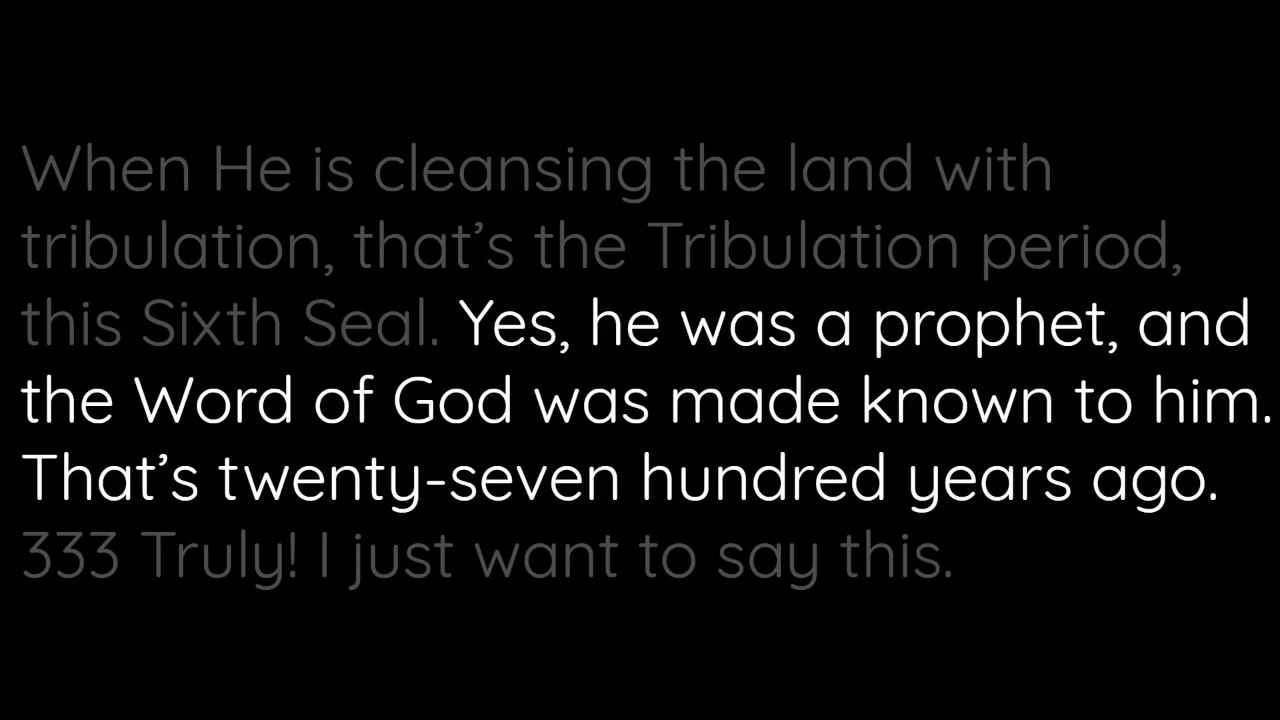 When He is cleansing the land with
tribulation, that’s the Tribulation period,
this Sixth Seal. Yes, he was a prophet, and
the Word of God was made known to him.
That’s twenty-seven hundred years ago.
333 Truly! I just want to say this.